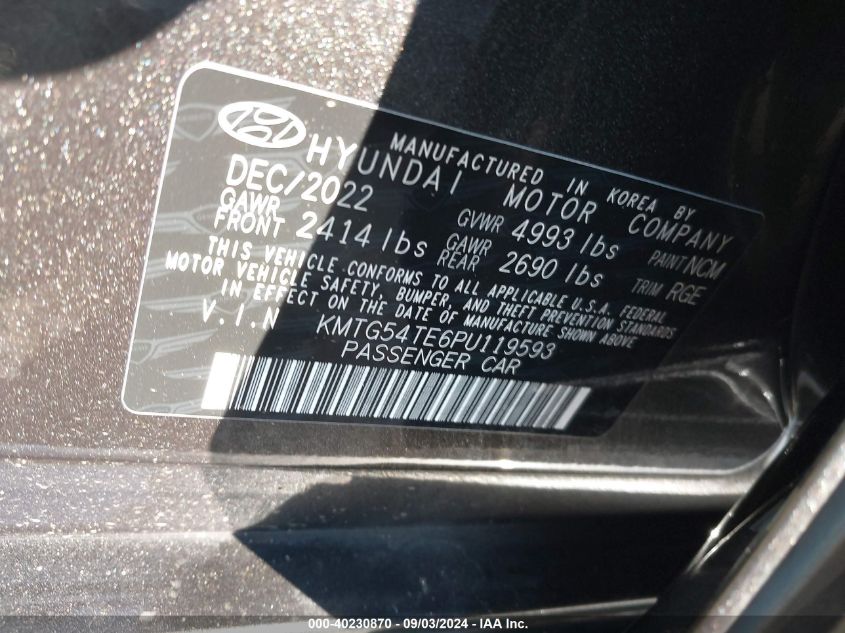 MANUFACTURED IN KOREA BY
HYUNDAI MOTOR COMPANY
DEC/2022 GVWR 4993 lbs PAINT NCM
GAWR FRONT 2414 lbs GAWR REAR 2690 lbs TRIM RGE
THIS VEHICLE CONFORMS TO ALL APPLICABLE U.S.A. FEDERAL
MOTOR VEHICLE SAFETY, BUMPER, AND THEFT PREVENTION STANDARDS
IN EFFECT ON THE DATE OF MANUFACTURE SHOWN ABOVE.
V.I.N KMTG54TE6PU119593
PASSENGER CAR
000-40230870 - 09/03/2024 - IAA Inc.